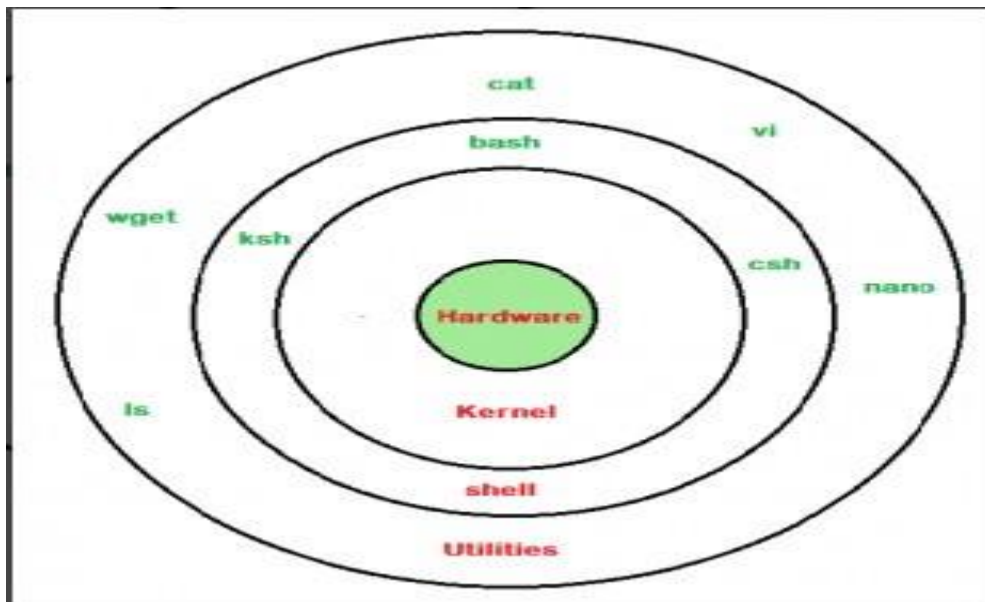 cat
vi
bash
wget
ksh
csh
nano
Hardware
ls
Kernel
shell
Utilities